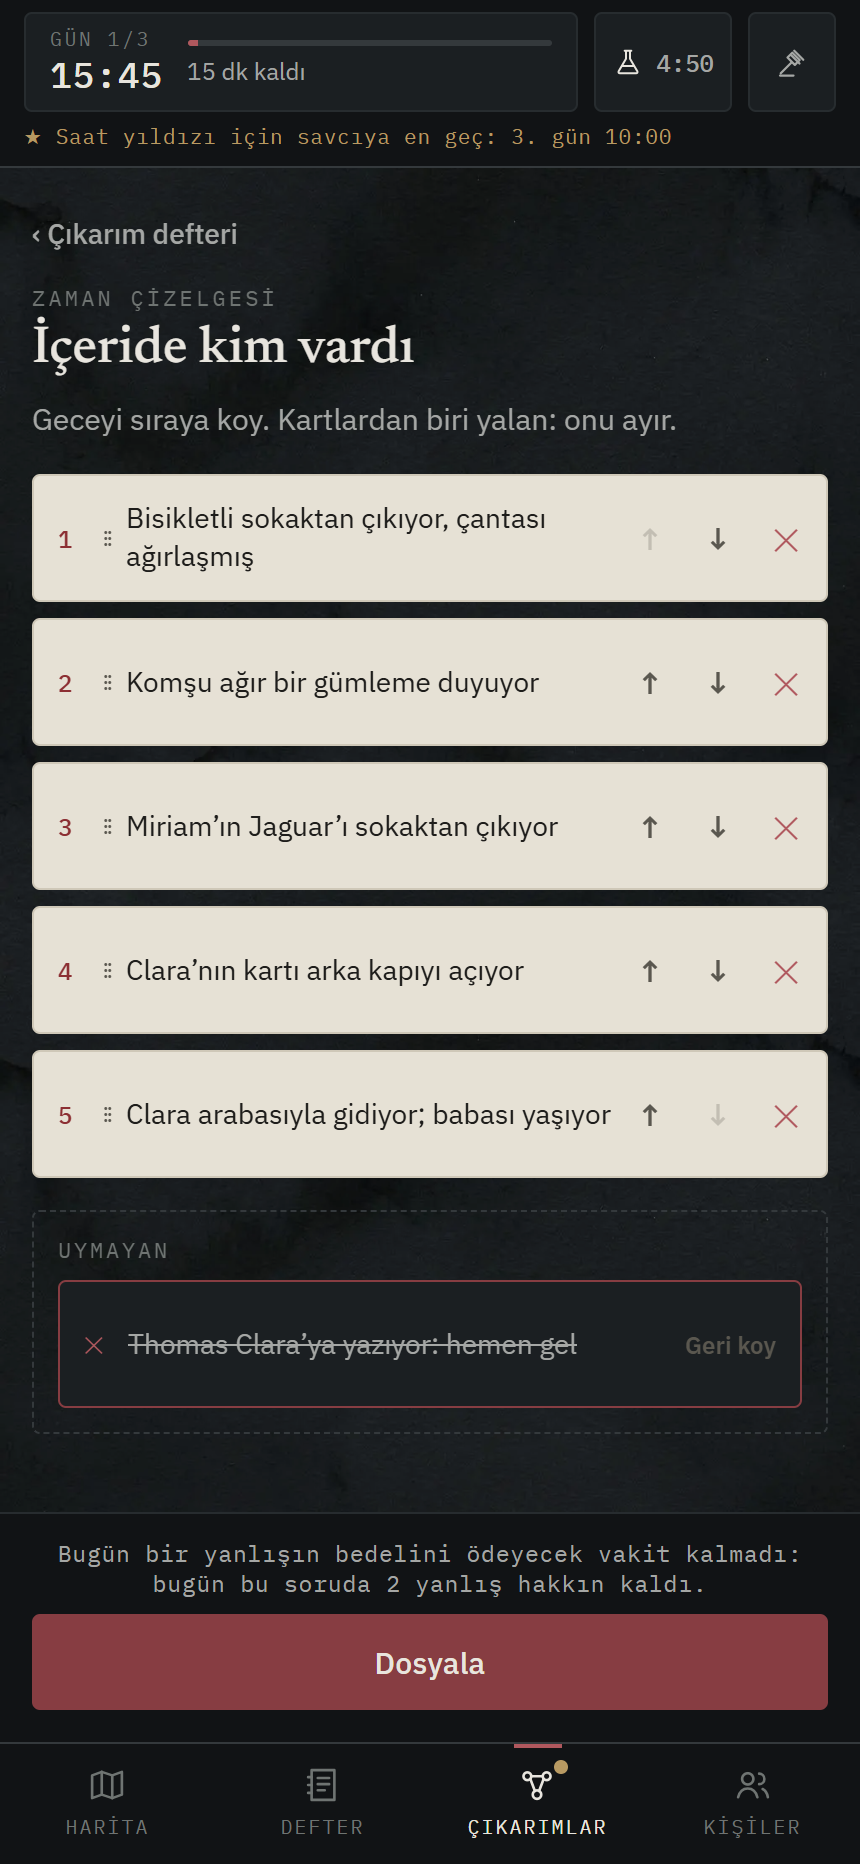 GÜN 1/3
15:45
15 dk kaldı
4:50
★ Saat yıldızı için savcıya en geç: 3. gün 10:00
‹ Çıkarım defteri
ZAMAN ÇİZELGESİ
İçeride kim vardı
Geceyi sıraya koy. Kartlardan biri yalan: onu ayır.
1 Bisikletli sokaktan çıkıyor, çantası
ağırlaşmış
2 Komşu ağır bir gümleme duyuyor
3 Miriam’ın Jaguar’ı sokaktan çıkıyor
4 Clara’nın kartı arka kapıyı açıyor
5 Clara arabasıyla gidiyor; babası yaşıyor
UYMAYAN
Thomas Clara’ya yazıyor: hemen gel
Geri koy
Bugün bir yanlışın bedelini ödeyecek vakit kalmadı:
bugün bu soruda 2 yanlış hakkın kaldı.
Dosyala
HARİTA
DEFTER
ÇIKARIMLAR
KİŞİLER